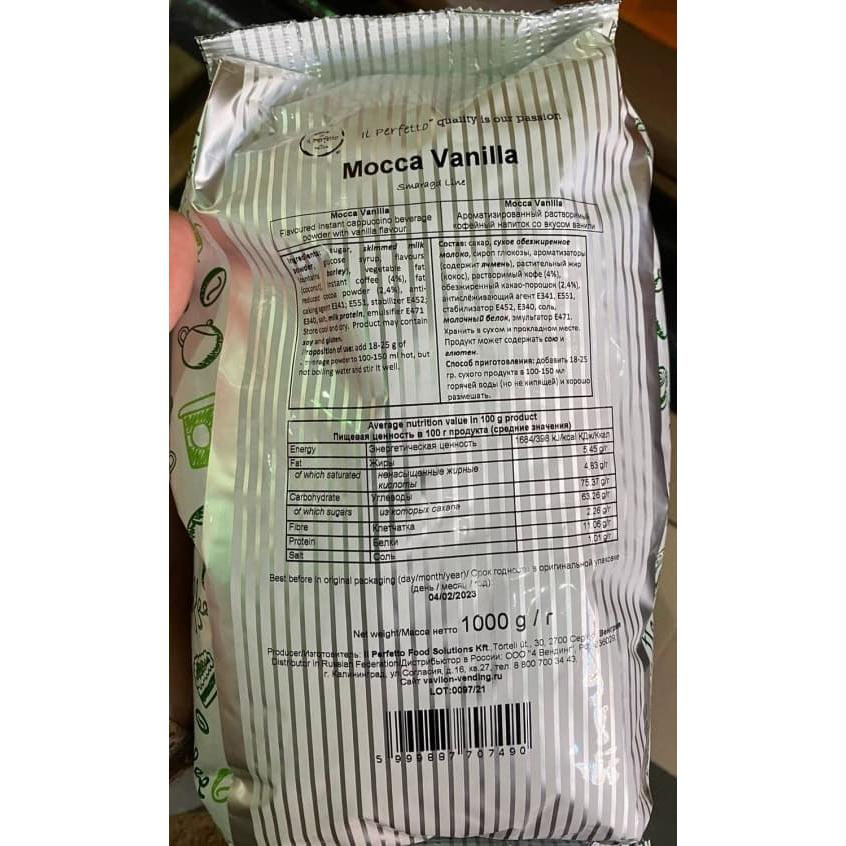 IL Perfetto™ quality is our passion
Mocca Vanilla
Smaragd Line
Mocca Vanilla
Flavoured instant cappuccino beverage
powder with vanilla flavour
Mocca Vanilla
Ароматизированный растворимый
кофейный напиток со вкусом ванили
Ingredients: sugar, skimmed milk
powder, glucose syrup, flavours
(contains barley), vegetable fat
(coconut), instant coffee (4%), fat
reduced cocoa powder (2,4%), anti-
caking agent E341; E551, stabilizer E452;
E340, salt, milk protein, emulsifier E471
Store cool and dry. Product may contain
soy and gluten.
Proposition of use: add 18-25 g of
beverage powder to 100-150 ml hot, but
not boiling water and stir it well.
Состав: сахар, сухое обезжиренное
молоко, сироп глюкозы, ароматизаторы
(содержит ячмень), растительный жир
(кокос), растворимый кофе (4%),
обезжиренный какао-порошок (2,4%),
антислёживающий агент E341, E551,
стабилизатор E452, E340, соль,
молочный белок, эмульгатор E471.
Хранить в сухом и прохладном месте.
Продукт может содержать сою и
глютен.
Способ приготовления: добавить 18-25
гр. сухого продукта в 100-150 мл
горячей воды (но не кипящей) и хорошо
размешать.
Average nutrition value in 100 g product
Пищевая ценность в 100 г продукта (средние значения)
Energy Энергетическая ценность 1684/398 kJ/kcal КДж/Ккал
Fat Жиры 5.45 g/г
of which saturated ненасыщенные жирные кислоты 4.83 g/г
Carbohydrate Углеводы 75.37 g/г
of which sugars из которых сахара 63.26 g/г
Fibre Клетчатка 2.26 g/г
Protein Белки 11.06 g/г
Salt Соль 1.01 g/г
Best before in original packaging (day/month/year)/ Срок годности в оригинальной упаковке
(день / месяц / год):
04/02/2023
Net weight/Масса нетто 1000 g / г
Producer/Изготовитель: Il Perfetto Food Solutions Kft., Törteli út., 30, 2700 Венгрия
Distributor in Russian Federation/Дистрибьютор в России: ООО "4 Вендинг", РФ,
г. Калининград, ул. Согласия, д.16, кв.27, тел. 8 800 700 34 43,
Сайт vavilon-vending.ru
LOT:0097/21
5 999887 707490